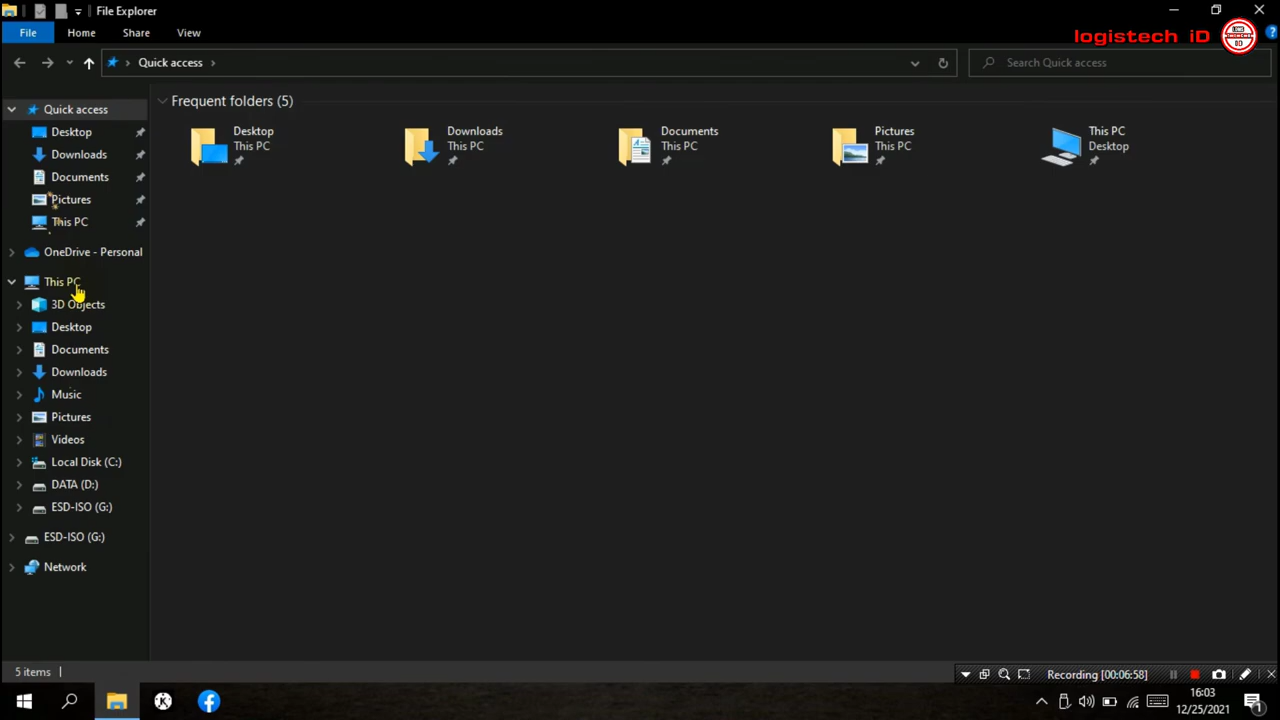 File Explorer
File Home Share View
logistech iD
Quick access
Search Quick access
Quick access
Desktop
Downloads
Documents
Pictures
This PC
OneDrive - Personal
This PC
3D Objects
Desktop
Documents
Downloads
Music
Pictures
Videos
Local Disk (C:)
DATA (D:)
ESD-ISO (G:)
ESD-ISO (G:)
Network
Frequent folders (5)
Desktop
This PC
Downloads
This PC
Documents
This PC
Pictures
This PC
This PC
Desktop
5 items
Recording [00:06:58]
16:03
12/25/2021
1